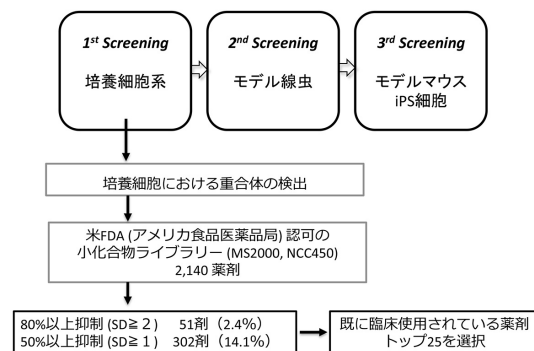 1st Screening
培養細胞系
2nd Screening
モデル線虫
3rd Screening
モデルマウス
iPS細胞
培養細胞における重合体の検出
米FDA (アメリカ食品医薬品局) 認可の
小化合物ライブラリー (MS2000, NCC450)
2,140 薬剤
80%以上抑制 (SD≧2) 51剤（2.4%）
50%以上抑制 (SD≧1) 302剤（14.1%）
既に臨床使用されている薬剤
トップ25を選択